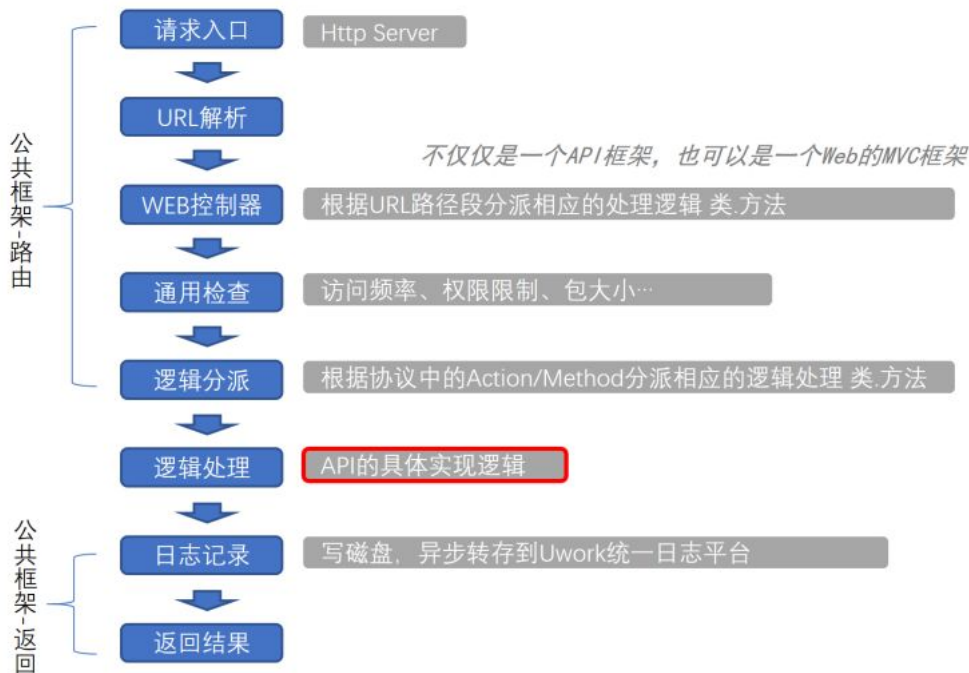 请求入口
Http Server
URL解析
不仅仅是一个API框架，也可以是一个Web的MVC框架
公共框架-路由
WEB控制器
根据URL路径段分派相应的处理逻辑 类.方法
通用检查
访问频率、权限限制、包大小…
逻辑分派
根据协议中的Action/Method分派相应的逻辑处理 类.方法
逻辑处理
API的具体实现逻辑
公共框架-返回
日志记录
写磁盘，异步转存到Uwork统一日志平台
返回结果